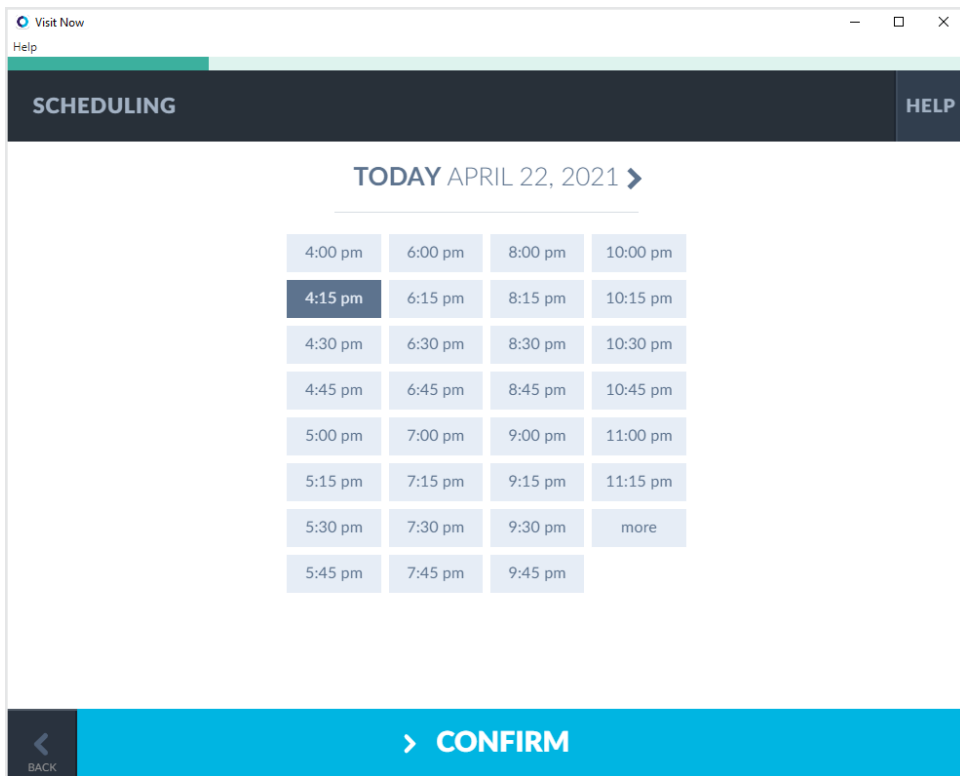 Visit Now
Help
SCHEDULING
HELP
TODAY APRIL 22, 2021
4:00 pm 6:00 pm 8:00 pm 10:00 pm
4:15 pm 6:15 pm 8:15 pm 10:15 pm
4:30 pm 6:30 pm 8:30 pm 10:30 pm
4:45 pm 6:45 pm 8:45 pm 10:45 pm
5:00 pm 7:00 pm 9:00 pm 11:00 pm
5:15 pm 7:15 pm 9:15 pm 11:15 pm
5:30 pm 7:30 pm 9:30 pm more
5:45 pm 7:45 pm 9:45 pm
BACK
CONFIRM